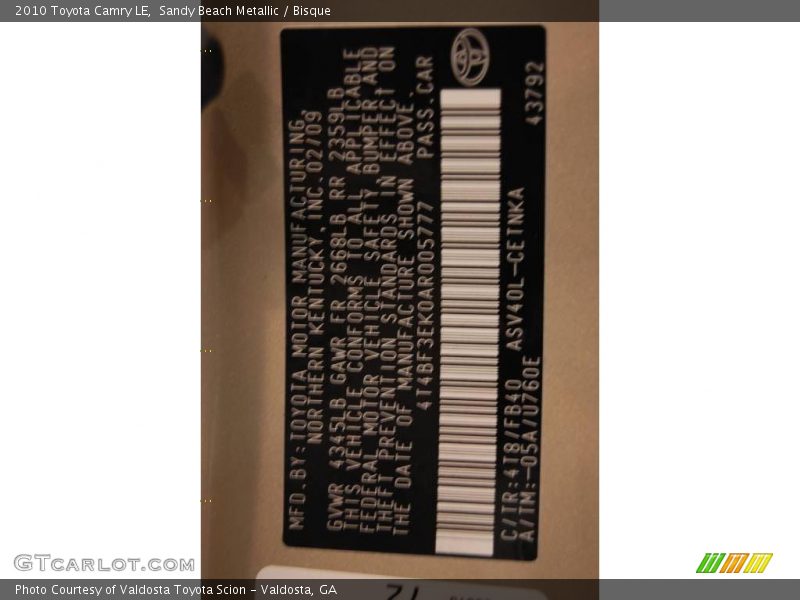 2010 Toyota Camry LE, Sandy Beach Metallic / Bisque
MFD.BY:TOYOTA MOTOR MANUFACTURING,
NORTHERN KENTUCKY, INC. 02/09
GVWR 4345LB GAWR FR 2668LB RR 2359LB
THIS VEHICLE CONFORMS TO ALL APPLICABLE
FEDERAL MOTOR VEHICLE SAFETY, BUMPER AND
THEFT PREVENTION STANDARDS IN EFFECT ON
THE DATE OF MANUFACTURE SHOWN ABOVE.
4T4BF3EK0AR005777 PASS.CAR
C/TR:4T8/FB40 ASV40L-CETNKA
A/TM:-05A/U760E 43792
12
GTcarlot.com
Photo Courtesy of Valdosta Toyota Scion - Valdosta, GA